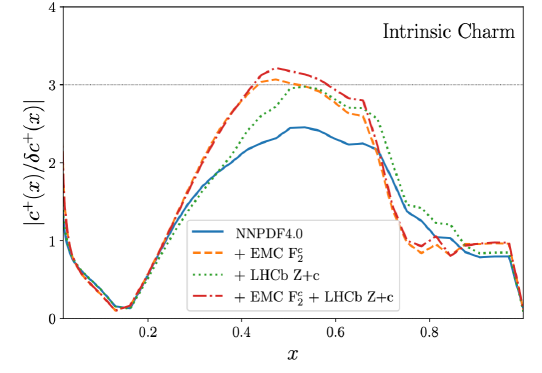 4
Intrinsic Charm
3
|c⁺(x)/δc⁺(x)|
2
1
0
NNPDF4.0
+ EMC F₂ᶜ
+ LHCb Z+c
+ EMC F₂ᶜ + LHCb Z+c
0.2 0.4 0.6 0.8
x